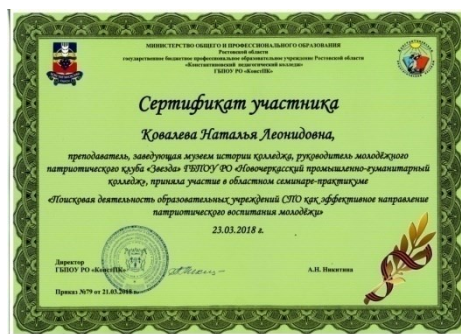 МИНИСТЕРСТВО ОБЩЕГО И ПРОФЕССИОНАЛЬНОГО ОБРАЗОВАНИЯ
Ростовской области
государственное бюджетное профессиональное образовательное учреждение Ростовской области
«Константиновский педагогический колледж»
ГБПОУ РО «КонстПК»
Сертификат участника
Ковалева Наталья Леонидовна,
преподаватель, заведующая музеем истории колледжа, руководитель молодёжного
патриотического клуба «Звезда» ГБПОУ РО «Новочеркасский промышленно-гуманитарный
колледж», приняла участие в областном семинаре-практикуме
«Поисковая деятельность образовательных учреждений СПО как эффективное направление
патриотического воспитания молодёжи»
23.03.2018 г.
Директор
ГБПОУ РО «КонстПК»
А.Н. Никитина
Приказ №79 от 21.03.2018 г.